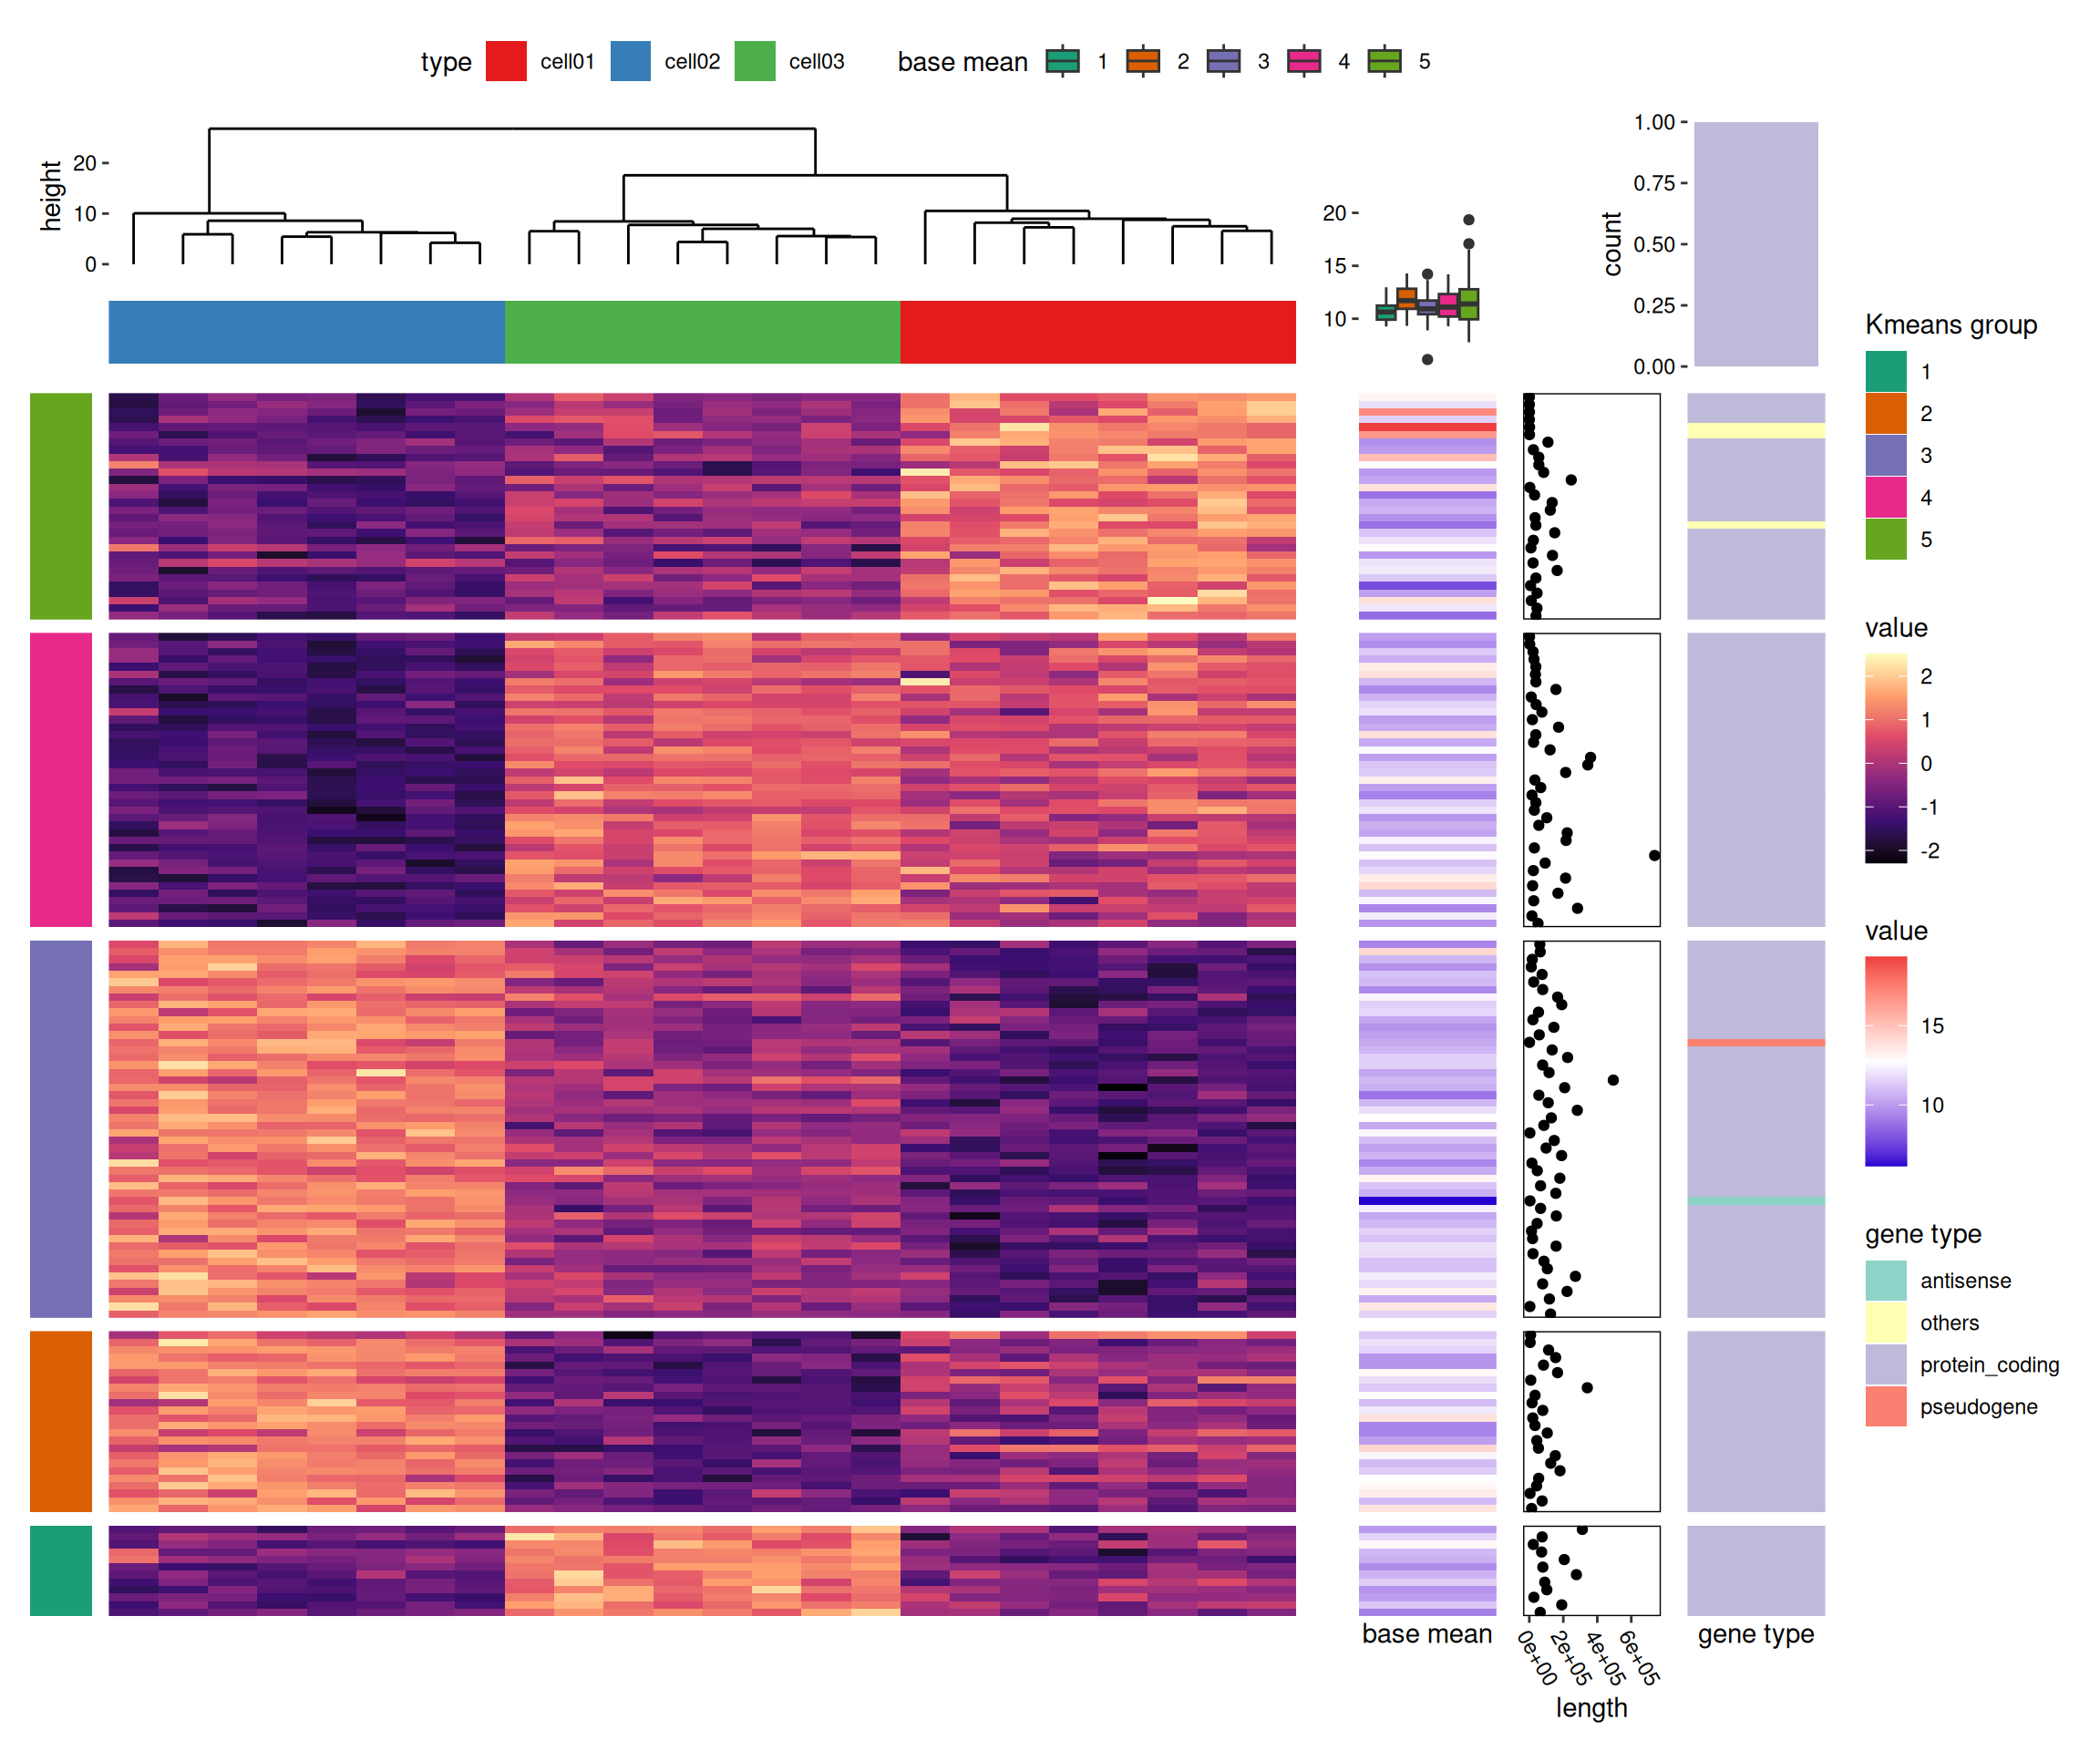 type cell01 cell02 cell03 base mean 1 2 3 4 5
height
20
10
0
20
15
10
count
1.00
0.75
0.50
0.25
0.00
Kmeans group
1
2
3
4
5
value
2
1
0
-1
-2
value
15
10
gene type
antisense
others
protein_coding
pseudogene
base mean
0e+00
2e+05
4e+05
6e+05
length
gene type